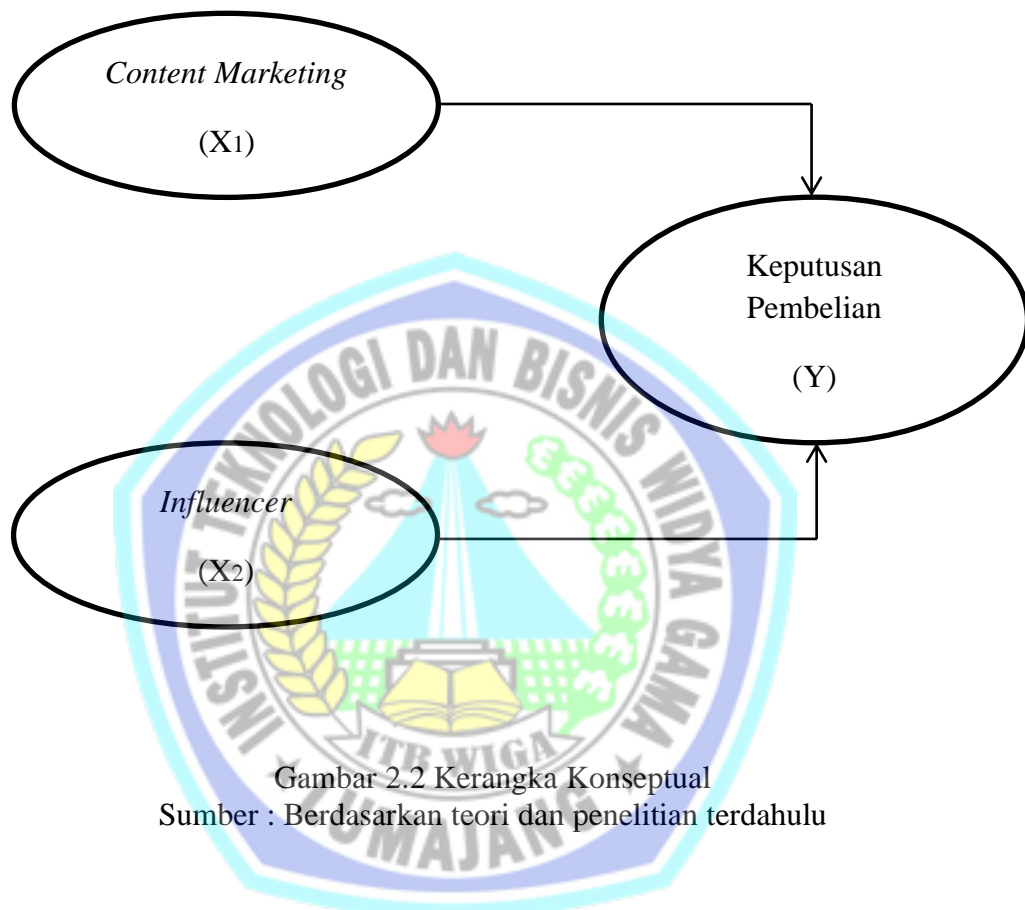 Content Marketing
(X1)
Keputusan
Pembelian
(Y)
Influencer
(X2)
INSTITUT TEKNOLOGI DAN BISNIS WIDYA GAMA
ITB WIGA
LUMAJANG
Gambar 2.2 Kerangka Konseptual
Sumber : Berdasarkan teori dan penelitian terdahulu